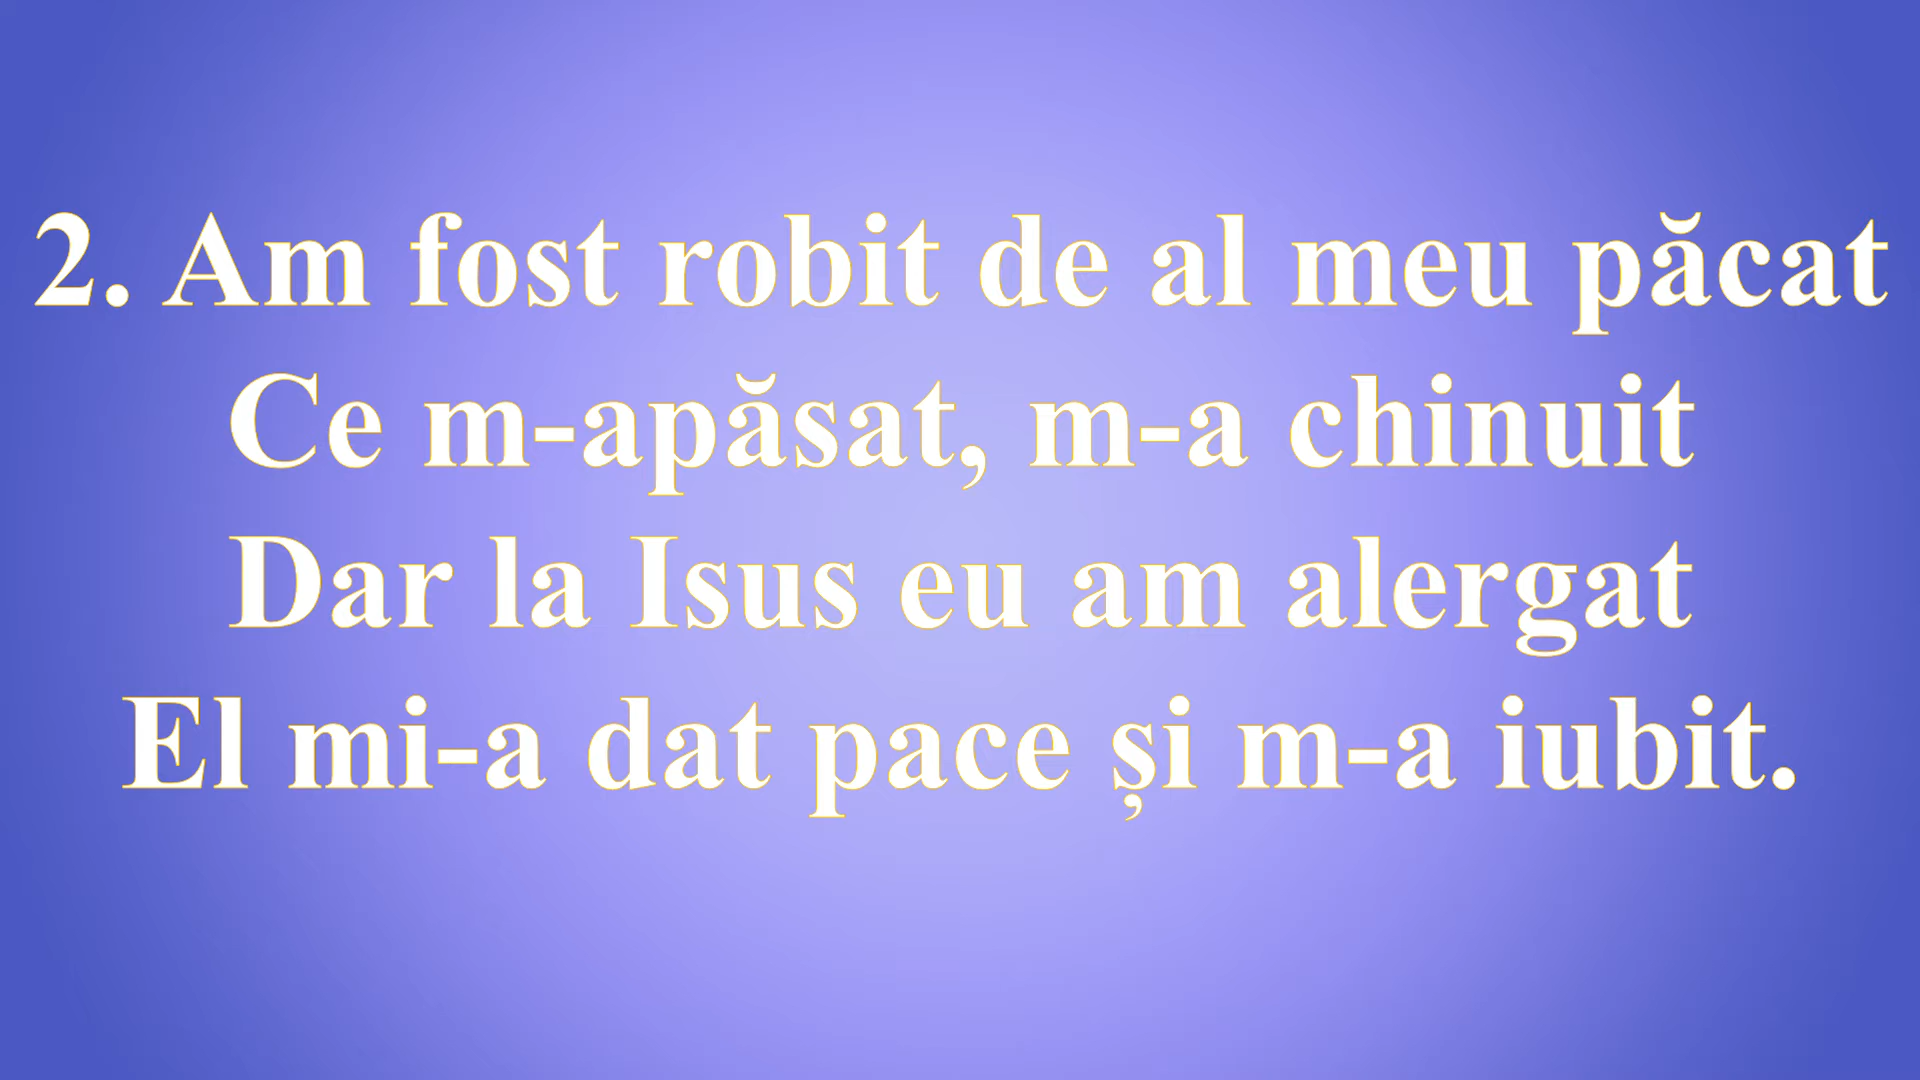 2. Am fost robit de al meu păcat
Ce m-apăsat, m-a chinuit
Dar la Isus eu am alergat
El mi-a dat pace și m-a iubit.